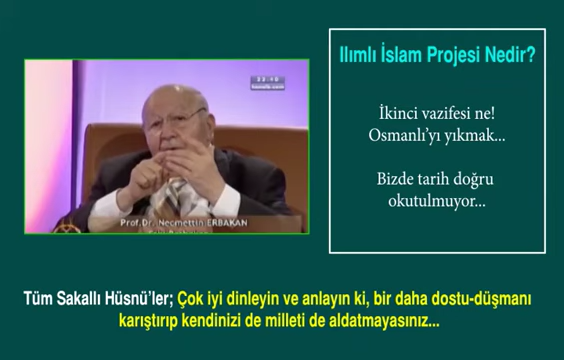 Ilımlı İslam Projesi Nedir?
İkinci vazifesi ne!
Osmanlı’yı yıkmak...
Bizde tarih doğru
okutulmuyor...
22:40
Prof.Dr. Necmettin ERBAKAN
Tüm Sakallı Hüsnü’ler; Çok iyi dinleyin ve anlayın ki, bir daha dostu-düşmanı
karıştırıp kendinizi de milleti de aldatmayasınız...